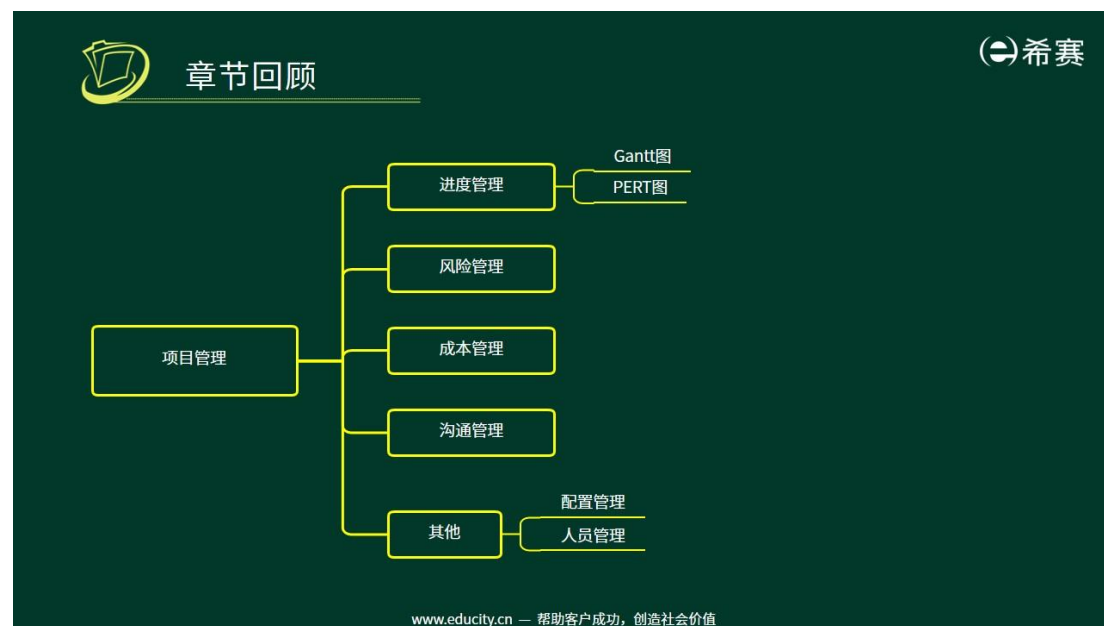 章节回顾
希赛
Gantt图
进度管理
PERT图
风险管理
成本管理
项目管理
沟通管理
配置管理
其他
人员管理
www.educity.cn — 帮助客户成功，创造社会价值